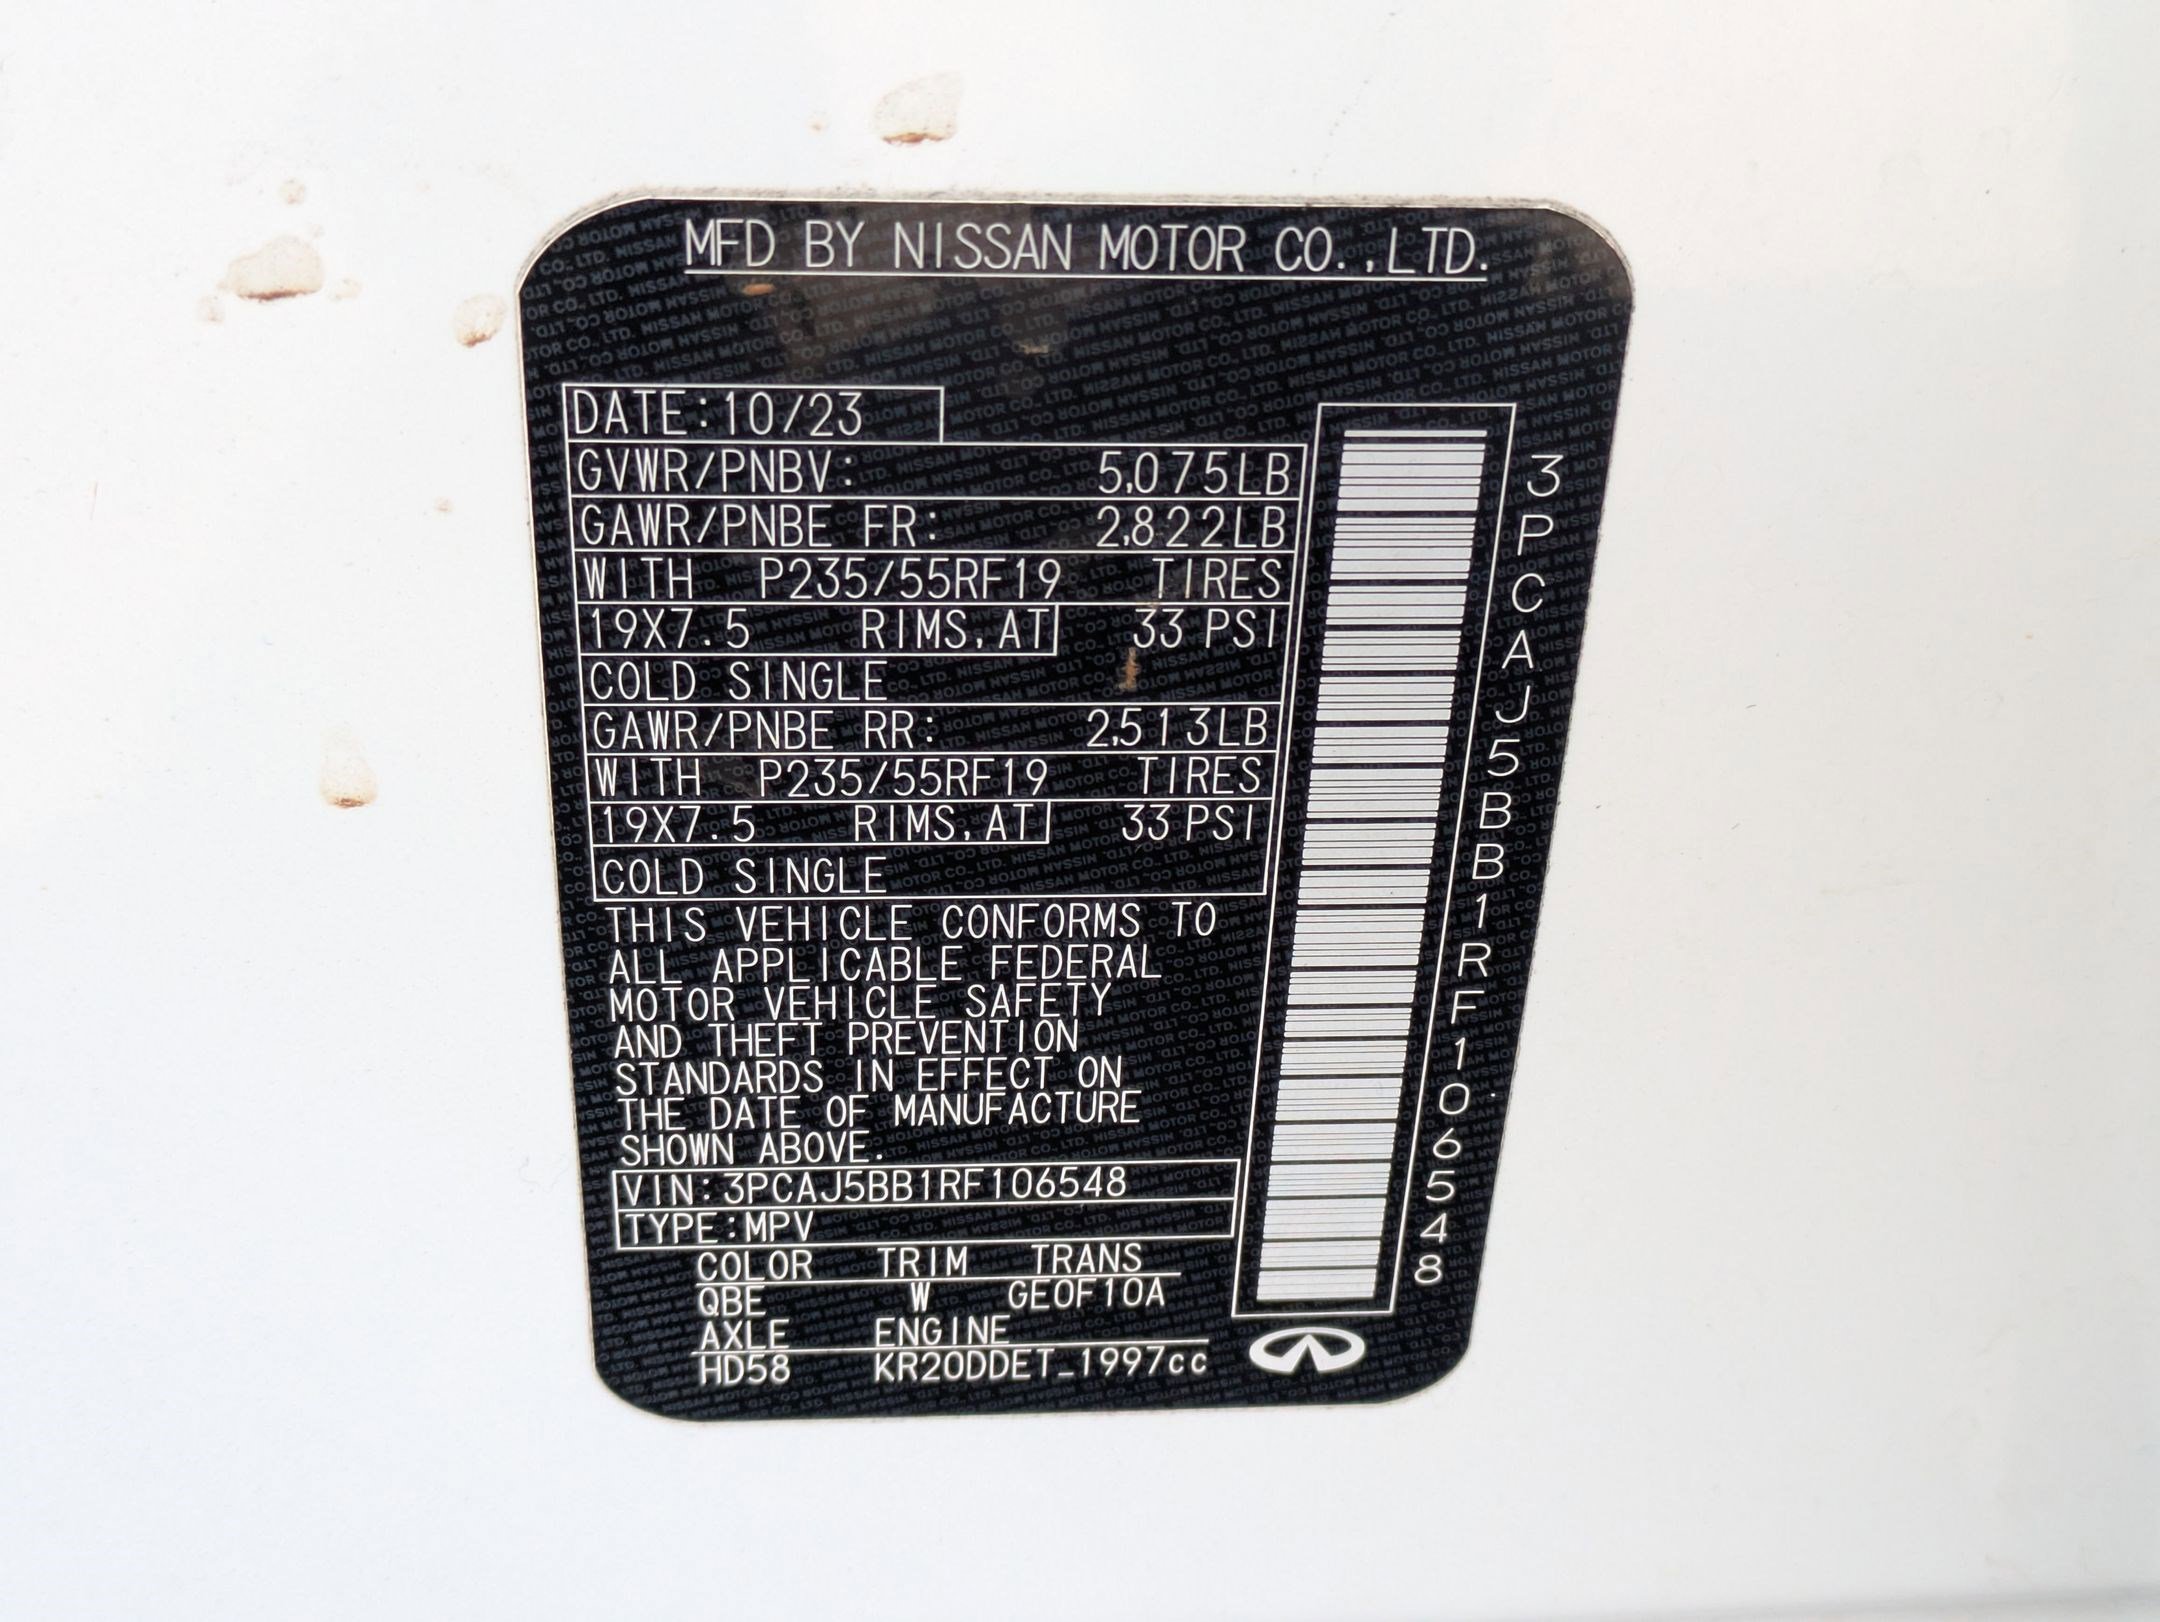 MFD BY NISSAN MOTOR CO.,LTD.
DATE:10/23
GVWR/PNBV: 5,075LB
GAWR/PNBE FR: 2,822LB
WITH P235/55RF19 TIRES
19X7.5 RIMS,AT 33 PSI
COLD SINGLE
GAWR/PNBE RR: 2,513LB
WITH P235/55RF19 TIRES
19X7.5 RIMS,AT 33 PSI
COLD SINGLE
THIS VEHICLE CONFORMS TO
ALL APPLICABLE FEDERAL
MOTOR VEHICLE SAFETY
AND THEFT PREVENTION
STANDARDS IN EFFECT ON
THE DATE OF MANUFACTURE
SHOWN ABOVE.
VIN:3PCAJ5BB1RF106548
TYPE:MPV
COLOR TRIM TRANS
QBE W GE0F10A
AXLE ENGINE
HD58 KR20DDET_1997cc
3PCAJ5BB1RF106548